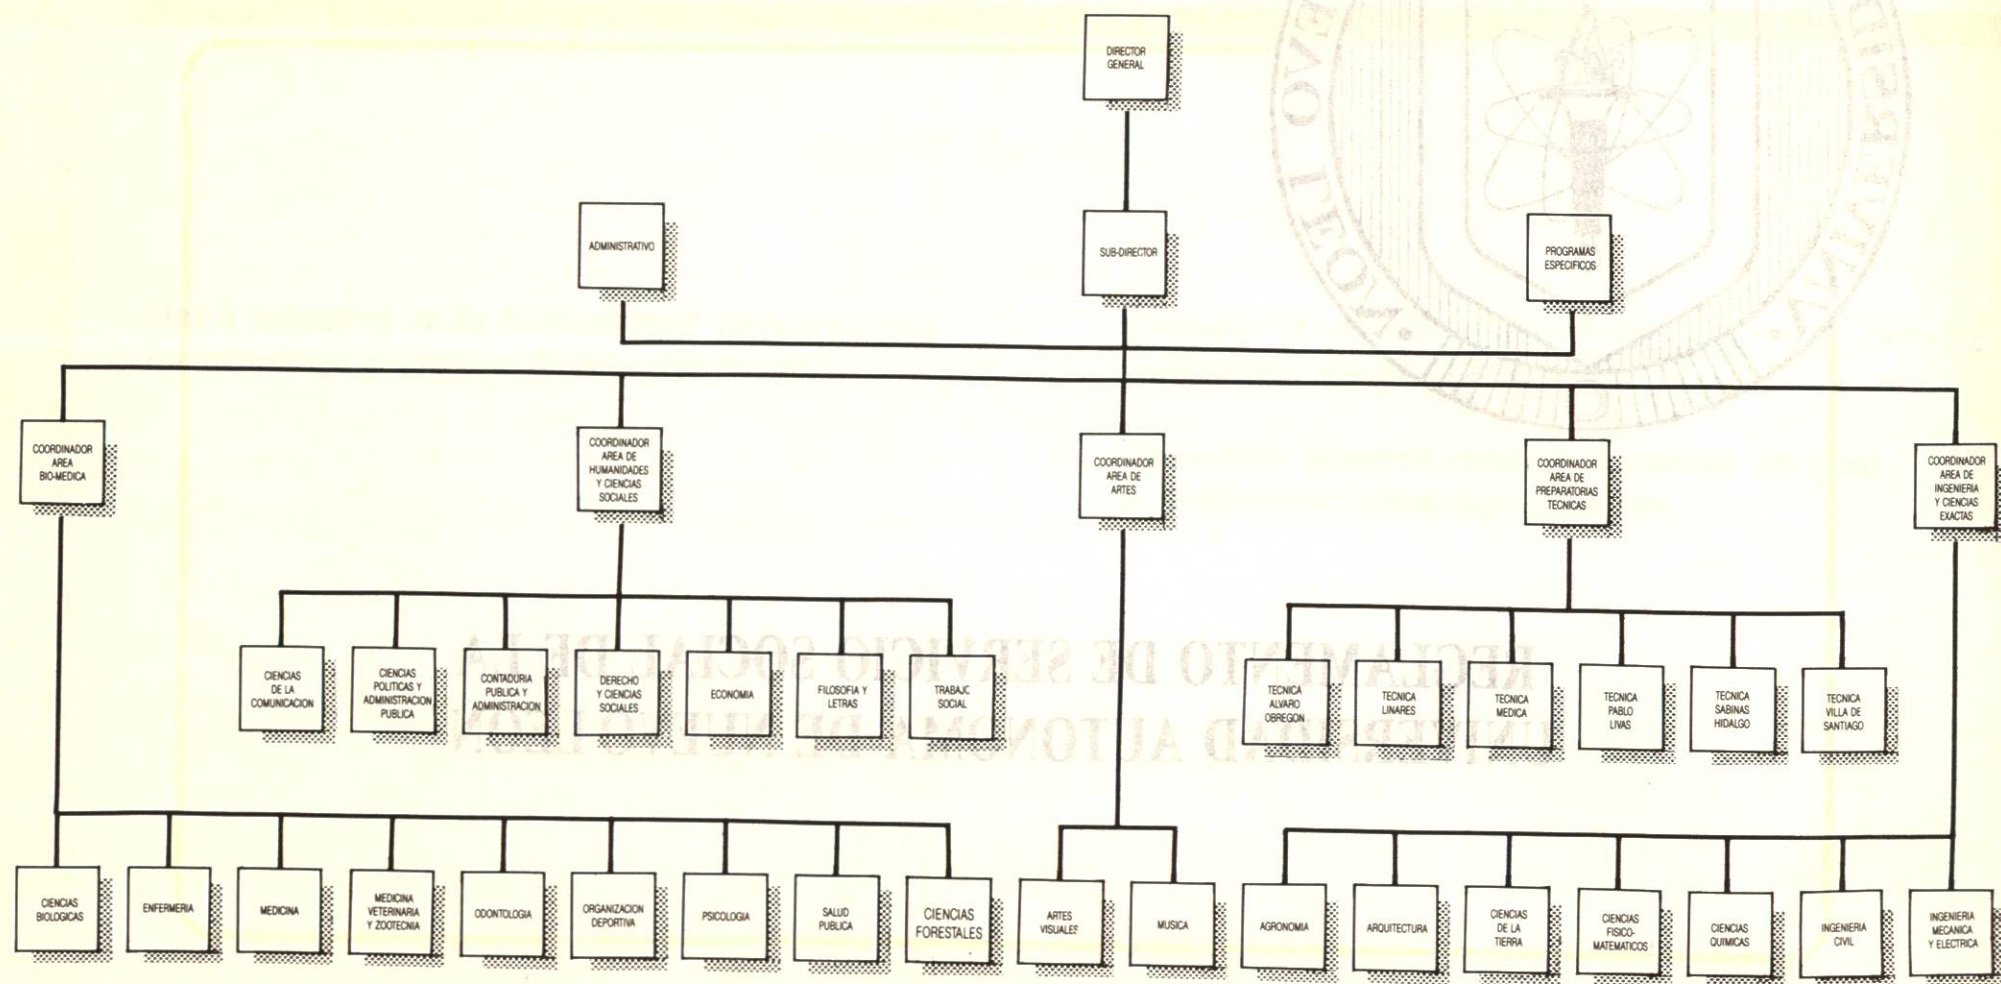 DIRECTOR
GENERAL
ADMINISTRATIVO
SUB-DIRECTOR
PROGRAMAS
ESPECIFICOS
COORDINADOR
AREA
BIO-MEDICA
COORDINADOR
AREA DE
HUMANIDADES
Y CIENCIAS
SOCIALES
COORDINADOR
AREA DE
ARTES
COORDINADOR
AREA DE
PREPARATORIAS
TECNICAS
COORDINADOR
AREA DE
INGENIERIA
Y CIENCIAS
EXACTAS
CIENCIAS
DE LA
COMUNICACION
CIENCIAS
POLITICAS Y
ADMINISTRACION
PUBLICA
CONTADURIA
PUBLICA Y
ADMINISTRACION
DERECHO
Y CIENCIAS
SOCIALES
ECONOMIA
FILOSOFIA Y
LETRAS
TRABAJC
SOCIAL
TECNICA
ALVARO
OBREGON
TECNICA
LINARES
TECNICA
MEDICA
TECNICA
PABLO
LIVAS
TECNICA
SABINAS
HIDALGO
TECNICA
VILLA DE
SANTIAGO
REGLAMENTO DE SERVICIO SOCIAL DE LA
UNIVERSIDAD AUTONOMA DE NUEVO LEON
CIENCIAS
BIOLOGICAS
ENFERMERIA
MEDICINA
MEDICINA
VETERINARIA
Y ZOOTECNIA
ODONTOLOGIA
ORGANIZACION
DEPORTIVA
PSICOLOGIA
SALUD
PUBLICA
CIENCIAS
FORESTALES
ARTES
VISUALES
MUSICA
AGRONOMIA
ARQUITECTURA
CIENCIAS
DE LA
TIERRA
CIENCIAS
FISICO-
MATEMATICOS
CIENCIAS
QUIMICAS
INGENIERIA
CIVIL
INGENIERIA
MECANICA
Y ELECTRICA